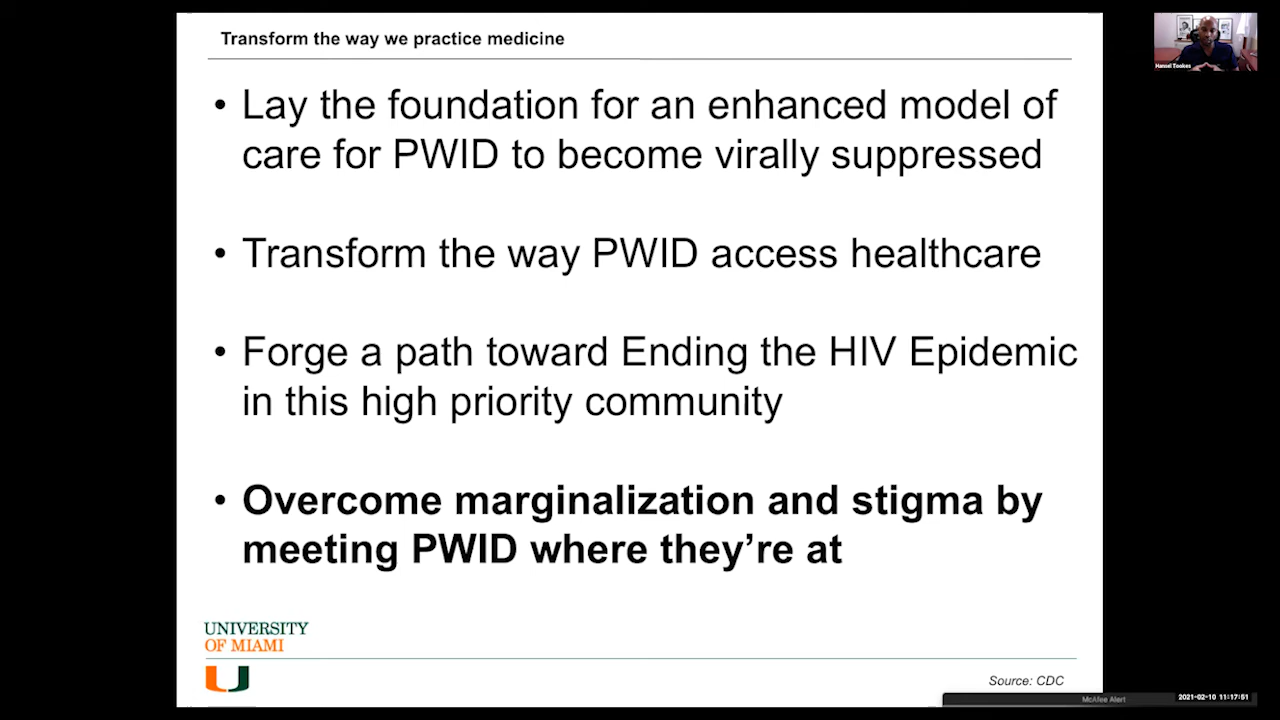 Transform the way we practice medicine
Hansel Tookes
• Lay the foundation for an enhanced model of
care for PWID to become virally suppressed
• Transform the way PWID access healthcare
• Forge a path toward Ending the HIV Epidemic
in this high priority community
• Overcome marginalization and stigma by
meeting PWID where they’re at
UNIVERSITY
OF MIAMI
Source: CDC
McAfee Alert
2021-02-10 11:17:51